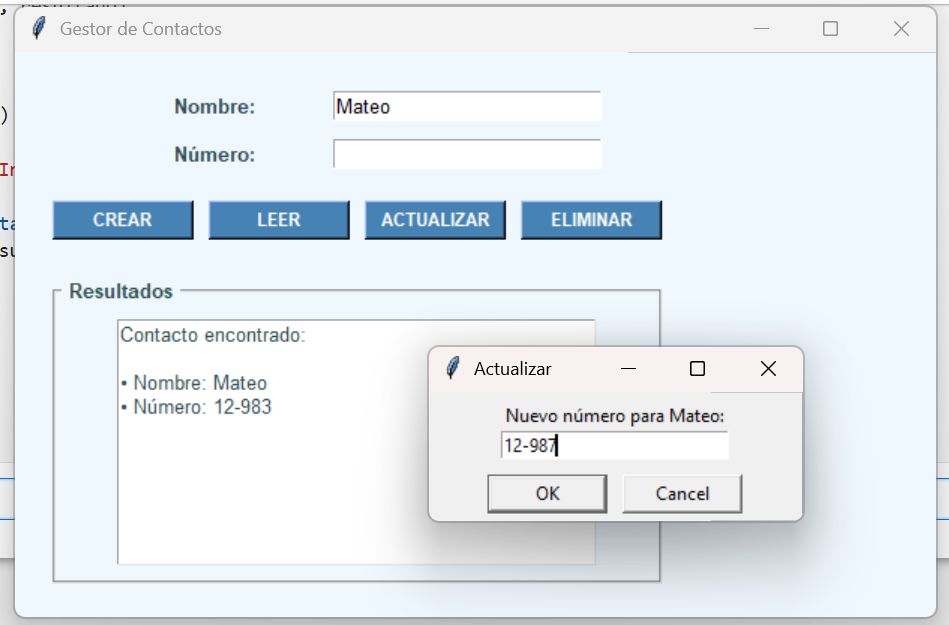 Gestor de Contactos
)
Nombre: Mateo
Número:
CREAR LEER ACTUALIZAR ELIMINAR
Resultados
Contacto encontrado:
• Nombre: Mateo
• Número: 12-983
Actualizar
Nuevo número para Mateo:
12-987
OK Cancel